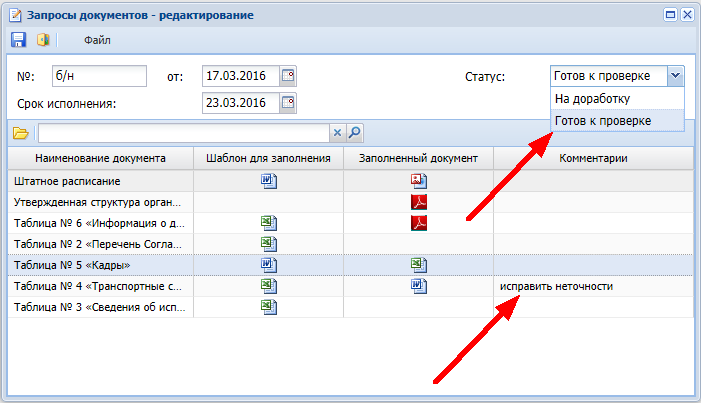 Запросы документов - редактирование
Файл
№: б/н от: 17.03.2016 Статус: Готов к проверке
На доработку
Срок исполнения: 23.03.2016 Готов к проверке
Наименование документа Шаблон для заполнения Заполненный документ Комментарии
Штатное расписание
Утвержденная структура орган...
Таблица № 6 «Информация о д...
Таблица № 2 «Перечень Согла...
Таблица № 5 «Кадры»
Таблица № 4 «Транспортные с... исправить неточности
Таблица № 3 «Сведения об исп...